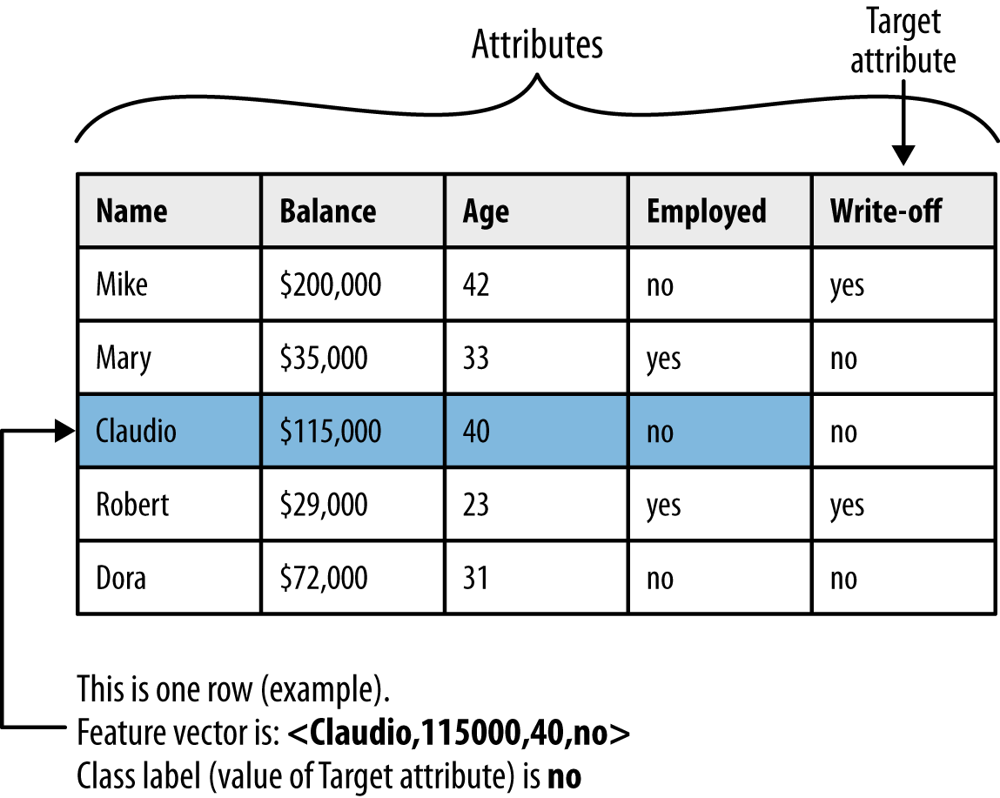 Attributes
Target
attribute
Name Balance Age Employed Write-off
Mike $200,000 42 no yes
Mary $35,000 33 yes no
Claudio $115,000 40 no no
Robert $29,000 23 yes yes
Dora $72,000 31 no no
This is one row (example).
Feature vector is: <Claudio,115000,40,no>
Class label (value of Target attribute) is no